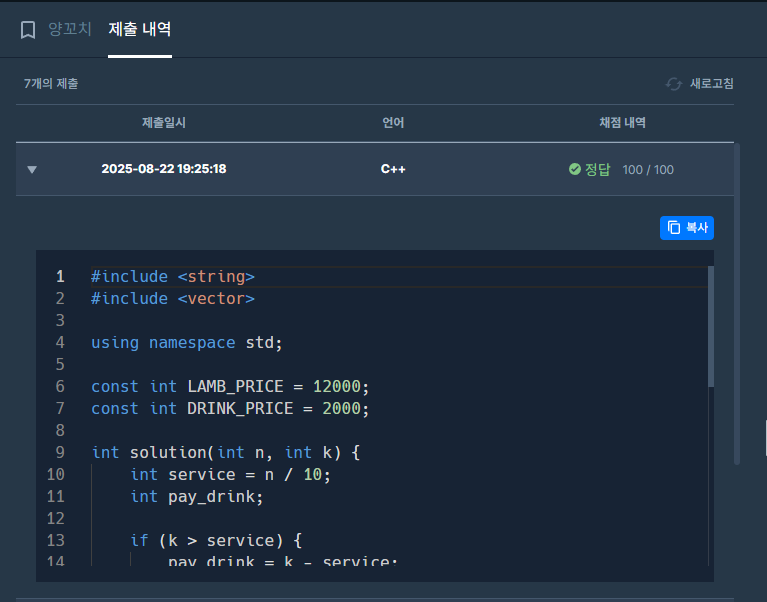 양꼬치 제출 내역
7개의 제출 새로고침
제출일시 언어 채점 내역
2025-08-22 19:25:18 C++ 정답 100 / 100
복사
1 #include <string>
2 #include <vector>
3
4 using namespace std;
5
6 const int LAMB_PRICE = 12000;
7 const int DRINK_PRICE = 2000;
8
9 int solution(int n, int k) {
10 int service = n / 10;
11 int pay_drink;
12
13 if (k > service) {
14 pay_drink = k - service;